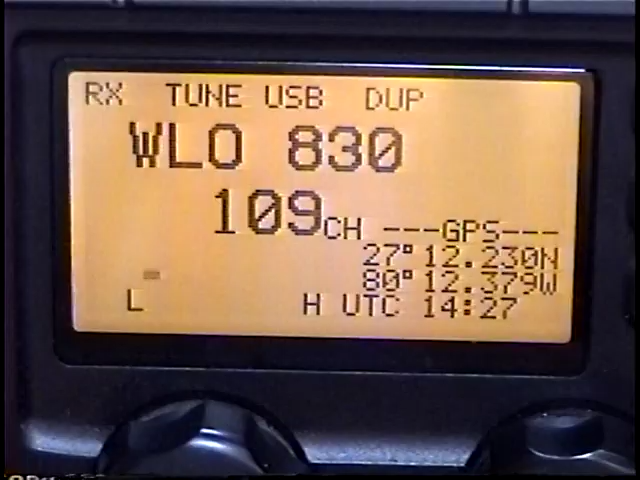 RX TUNE USB DUP
WLO 830
109CH ---GPS---
27° 12.230N
80° 12.379W
L H UTC 14:27